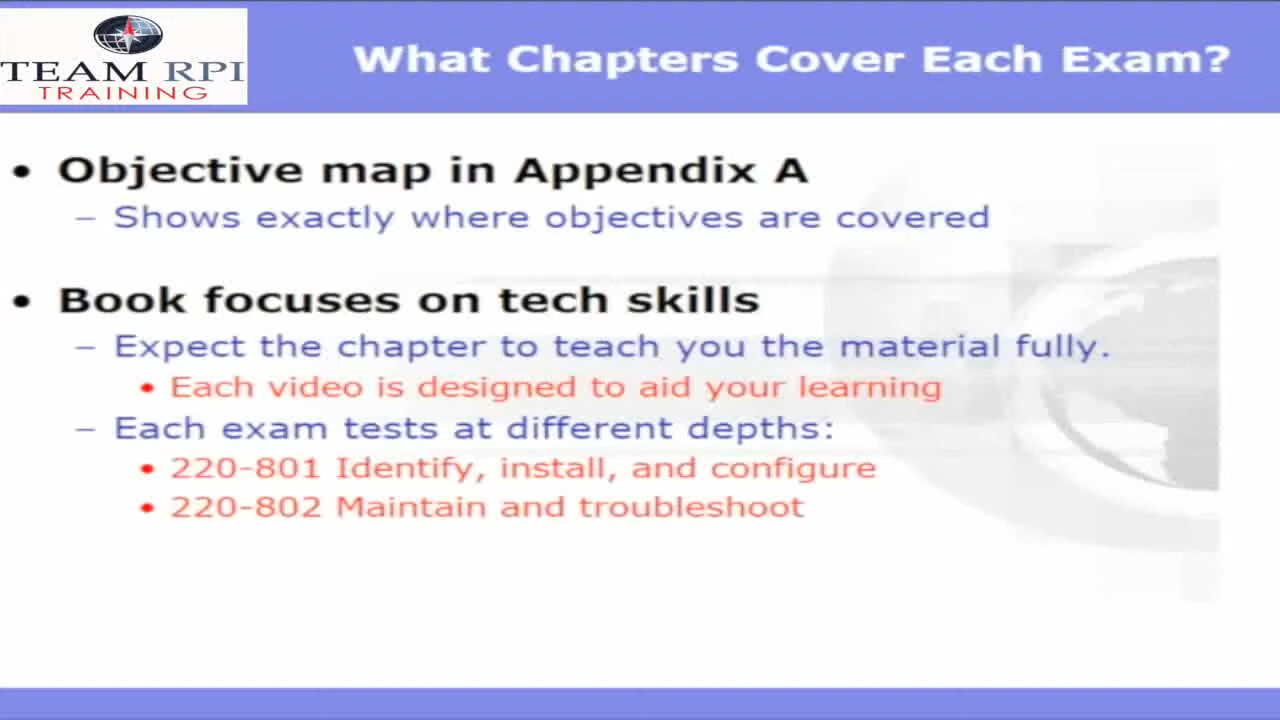 TEAM RPI
TRAINING
What Chapters Cover Each Exam?
• Objective map in Appendix A
– Shows exactly where objectives are covered
• Book focuses on tech skills
– Expect the chapter to teach you the material fully.
• Each video is designed to aid your learning
– Each exam tests at different depths:
• 220-801 Identify, install, and configure
• 220-802 Maintain and troubleshoot